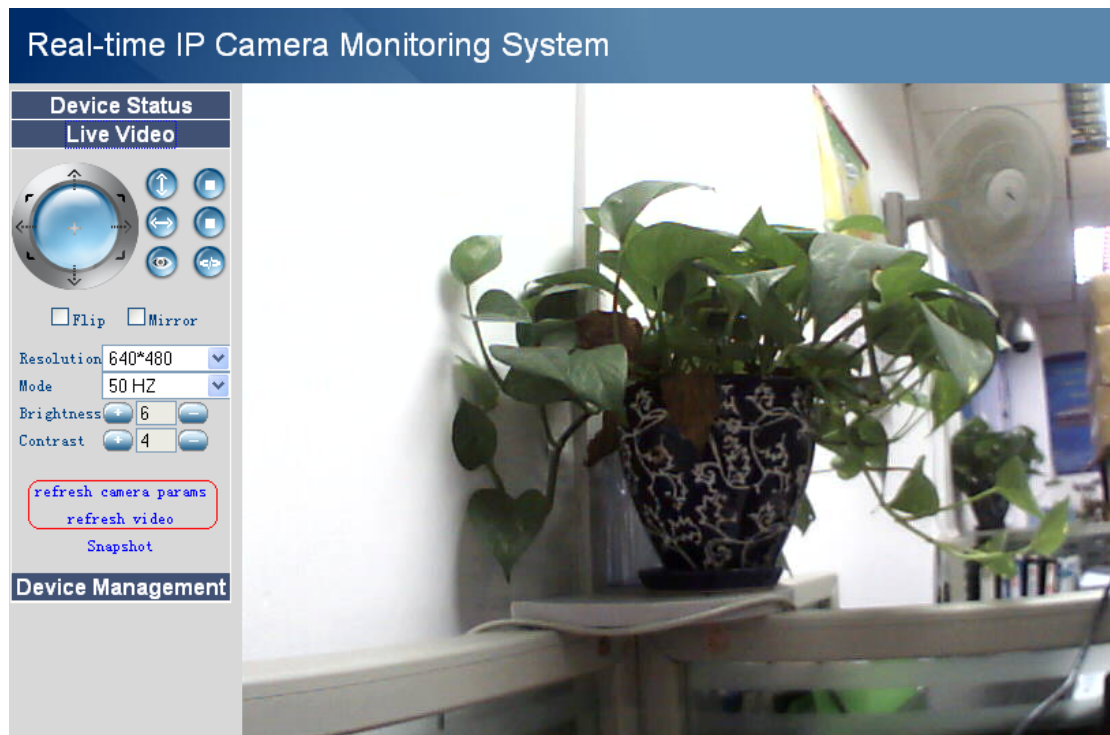 Real-time IP Camera Monitoring System
Device Status
Live Video
Flip Mirror
Resolution 640*480
Mode 50 HZ
Brightness + 6 -
Contrast + 4 -
refresh camera params
refresh video
Snapshot
Device Management